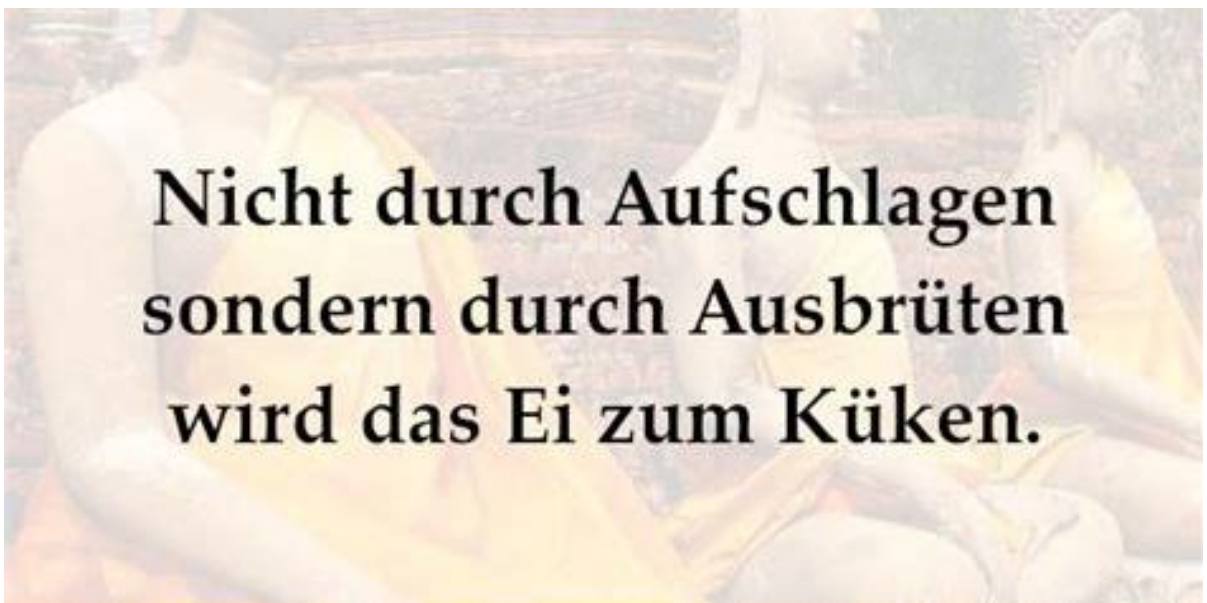 Nicht durch Aufschlagen
sondern durch Ausbrüten
wird das Ei zum Küken.